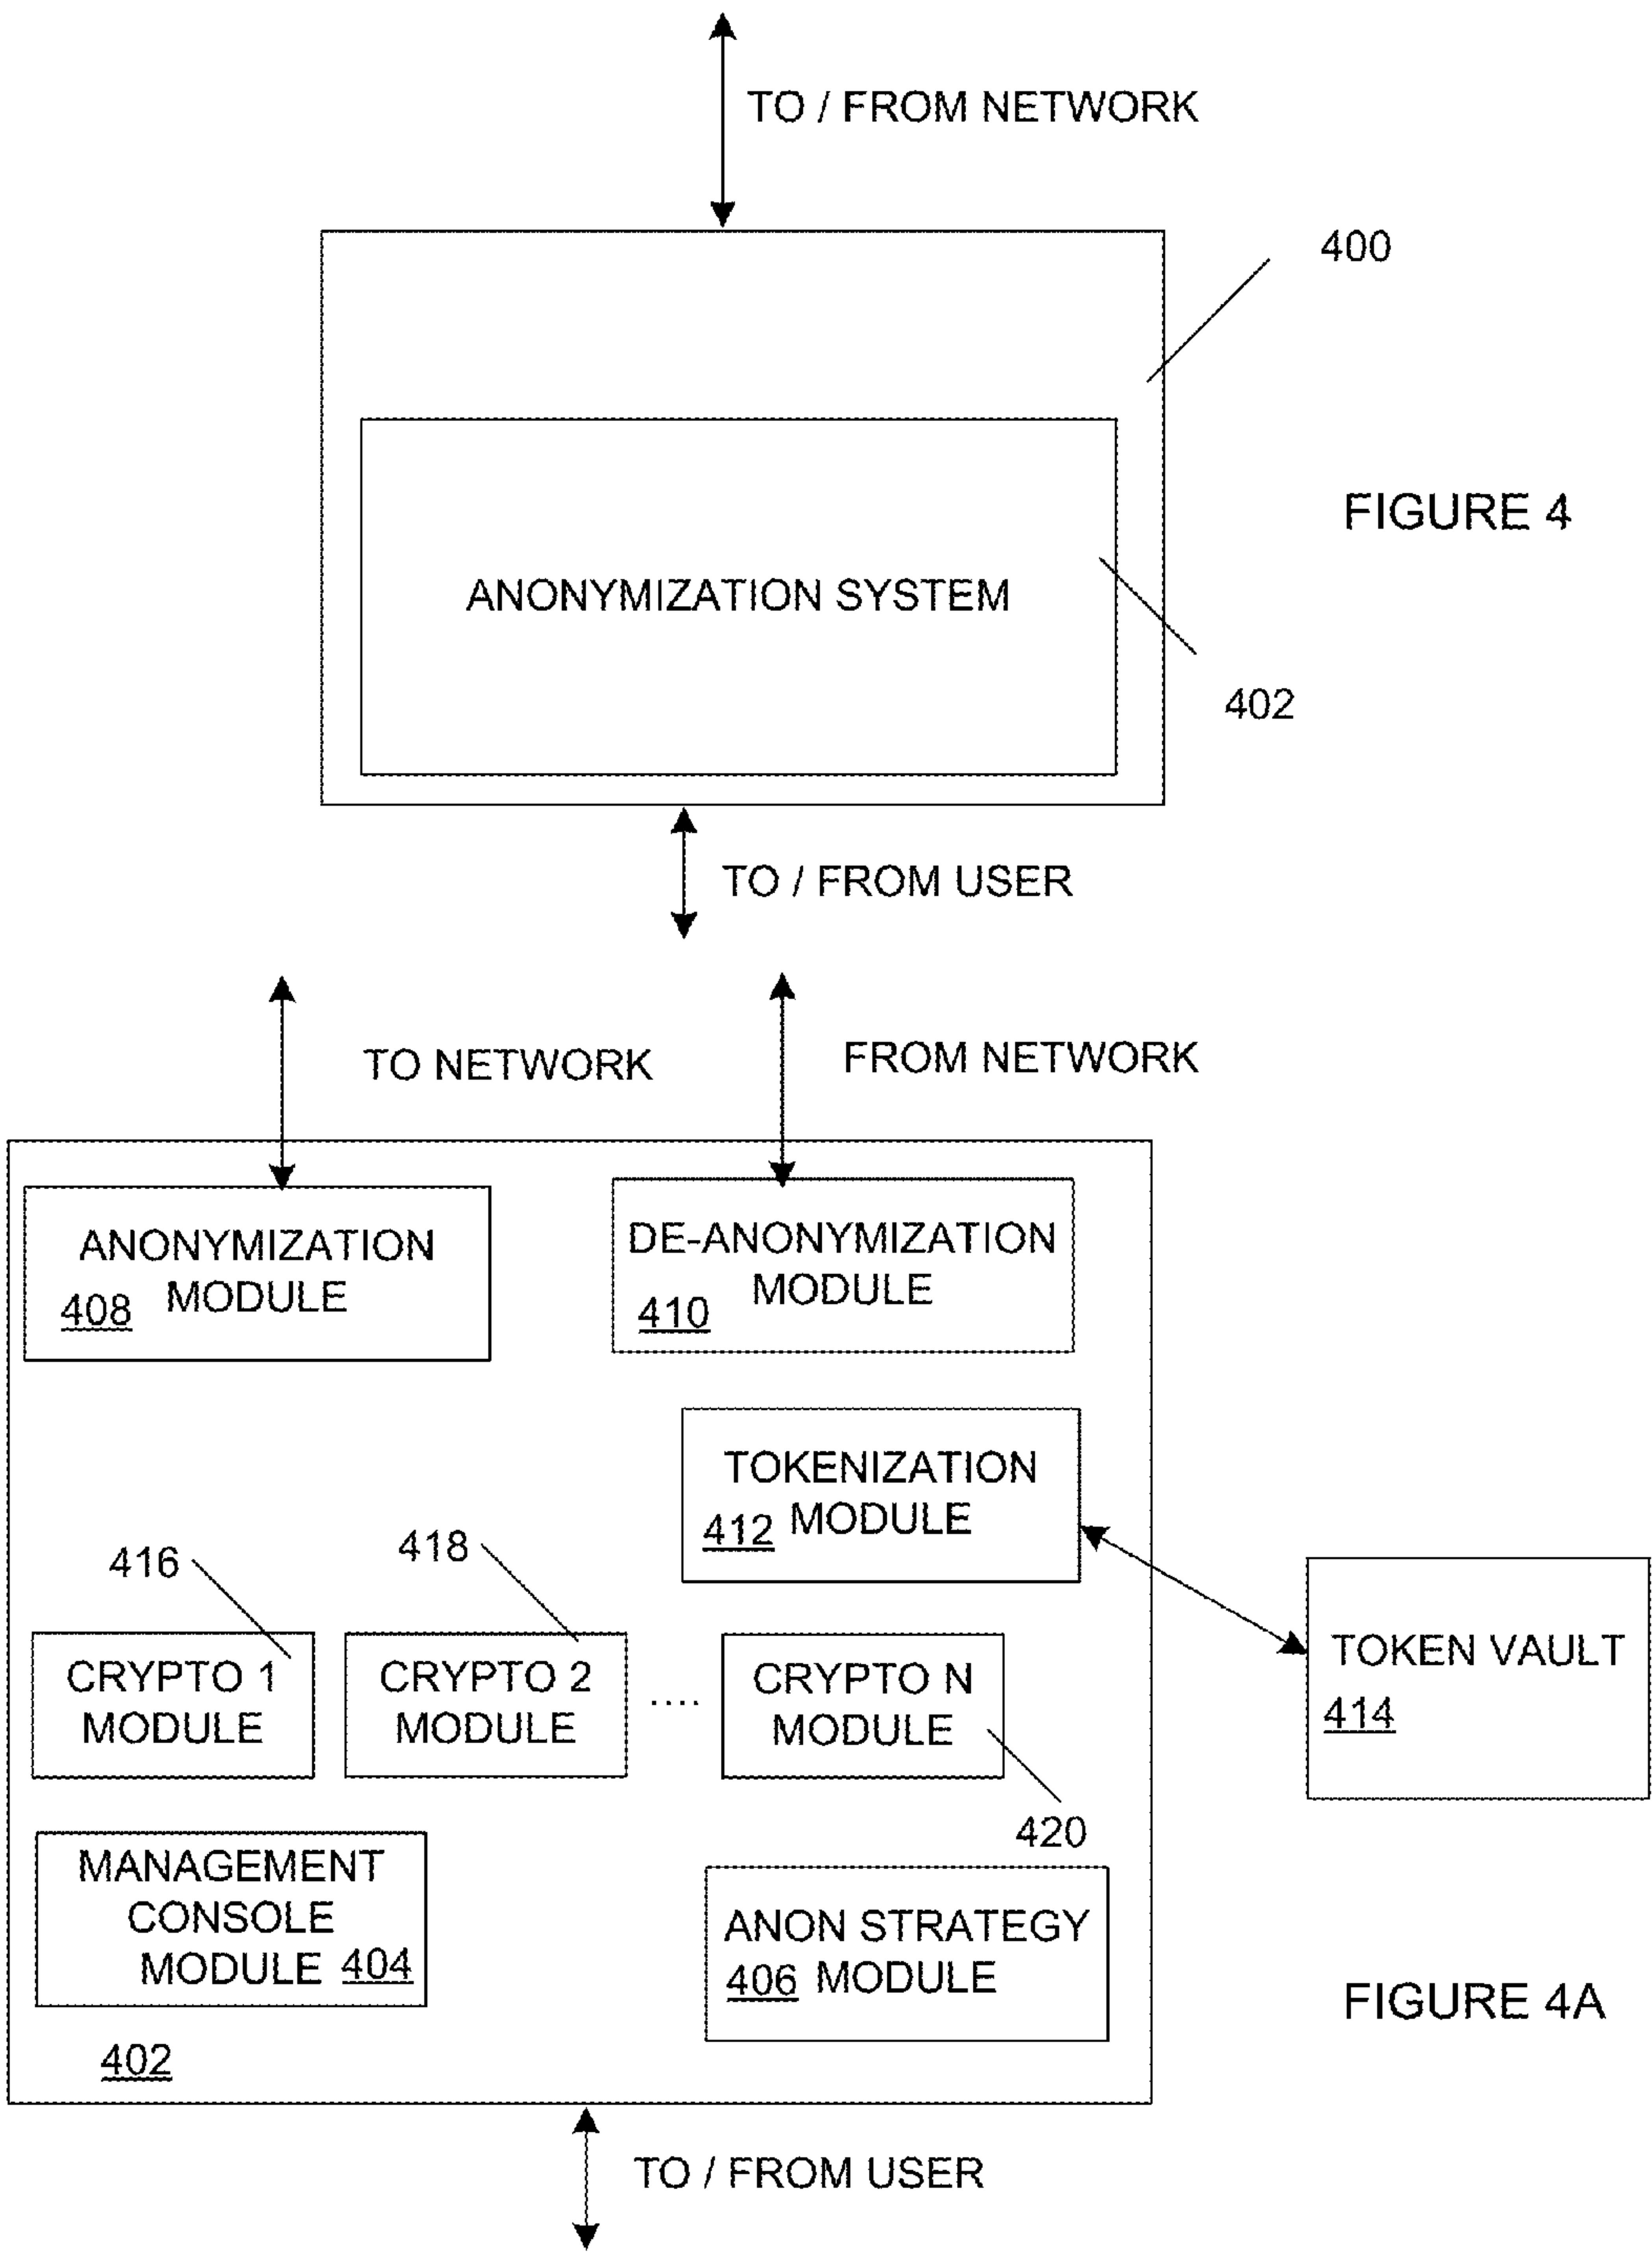 TO / FROM NETWORK
400
FIGURE 4
ANONYMIZATION SYSTEM
402
TO / FROM USER
TO NETWORK
FROM NETWORK
ANONYMIZATION
MODULE
408
DE-ANONYMIZATION
MODULE
410
TOKENIZATION
MODULE
412
416
418
CRYPTO 1
MODULE
CRYPTO 2
MODULE
....
CRYPTO N
MODULE
420
TOKEN VAULT
414
MANAGEMENT
CONSOLE
MODULE 404
ANON STRATEGY
406 MODULE
FIGURE 4A
402
TO / FROM USER